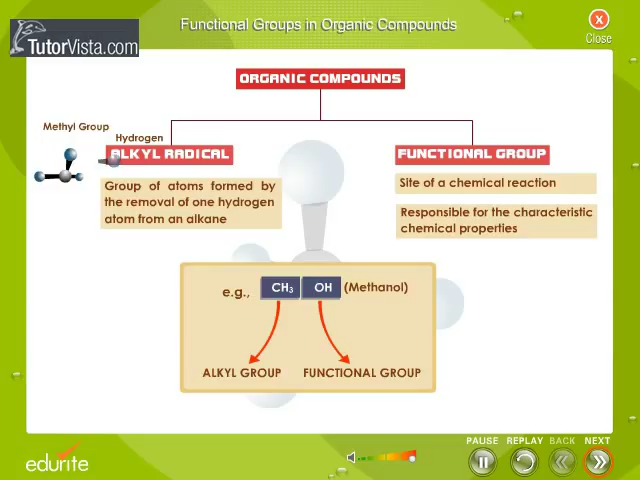 Functional Groups in Organic Compounds
X
Close
TutorVista.com
ORGANIC COMPOUNDS
Methyl Group
Hydrogen
ALKYL RADICAL
Group of atoms formed by
the removal of one hydrogen
atom from an alkane
FUNCTIONAL GROUP
Site of a chemical reaction
Responsible for the characteristic
chemical properties
e.g., CH₃ OH (Methanol)
ALKYL GROUP FUNCTIONAL GROUP
edurite
PAUSE REPLAY BACK NEXT